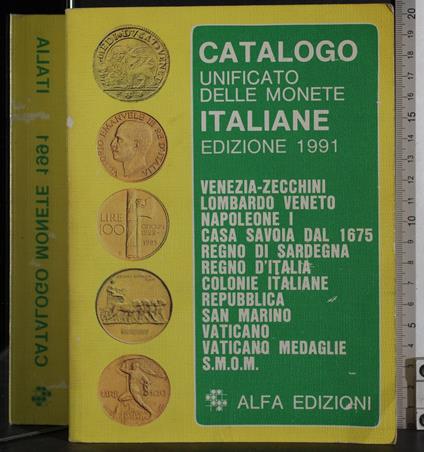 CATALOGO
UNIFICATO
DELLE MONETE
ITALIANE
EDIZIONE 1991
VENEZIA-ZECCHINI
LOMBARDO VENETO
NAPOLEONE I
CASA SAVOIA DAL 1675
REGNO DI SARDEGNA
REGNO D'ITALIA
COLONIE ITALIANE
REPUBBLICA
SAN MARINO
VATICANO
VATICANO MEDAGLIE
S.M.O.M.
ALFA EDIZIONI
CATALOGO MONETE 1991 ITALIA
LIRE
100